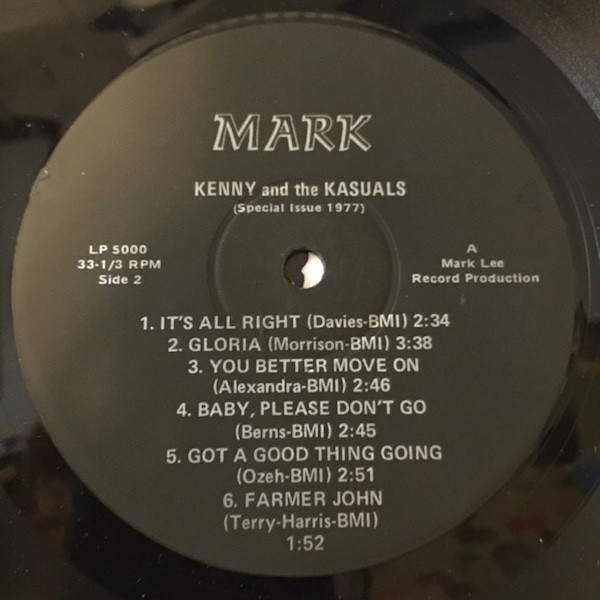 MARK
KENNY and the KASUALS
(Special Issue 1977)
LP 5000
33-1/3 RPM
Side 2
A
Mark Lee
Record Production
1. IT'S ALL RIGHT (Davies-BMI) 2:34
2. GLORIA (Morrison-BMI) 3:38
3. YOU BETTER MOVE ON
(Alexandra-BMI) 2:46
4. BABY, PLEASE DON'T GO
(Berns-BMI) 2:45
5. GOT A GOOD THING GOING
(Ozeh-BMI) 2:51
6. FARMER JOHN
(Terry-Harris-BMI)
1:52